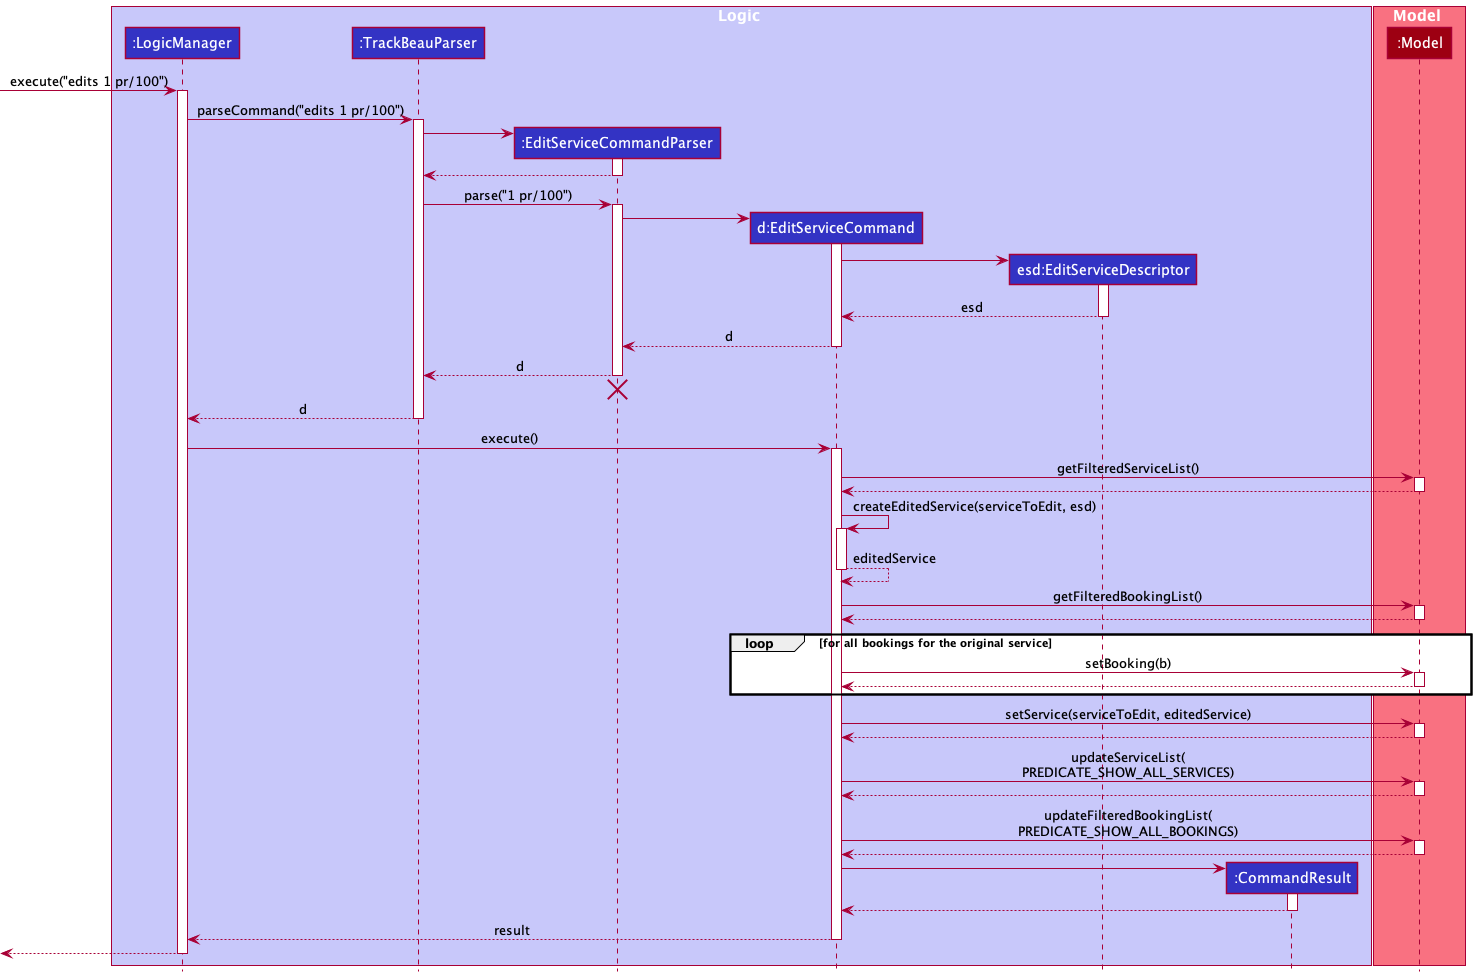 Logic
Model
:LogicManager
:TrackBeauParser
:Model
execute("edits 1 pr/100")
parseCommand("edits 1 pr/100")
:EditServiceCommandParser
parse("1 pr/100")
d:EditServiceCommand
esd:EditServiceDescriptor
esd
d
d
d
execute()
getFilteredServiceList()
createEditedService(serviceToEdit, esd)
editedService
getFilteredBookingList()
loop
[for all bookings for the original service]
setBooking(b)
setService(serviceToEdit, editedService)
updateServiceList(
PREDICATE_SHOW_ALL_SERVICES)
updateFilteredBookingList(
PREDICATE_SHOW_ALL_BOOKINGS)
:CommandResult
result